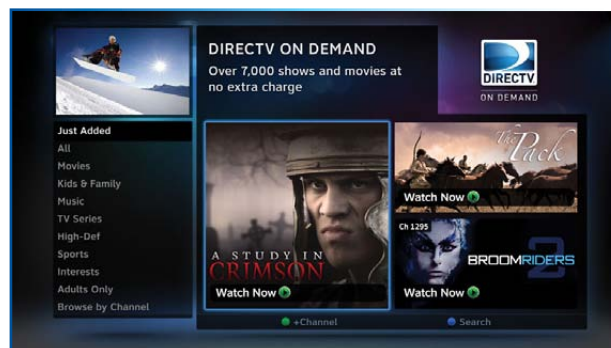 DIRECTV ON DEMAND
Over 7,000 shows and movies at
no extra charge
DIRECTV
ON DEMAND
Just Added
All
Movies
Kids & Family
Music
TV Series
High-Def
Sports
Interests
Adults Only
Browse by Channel
A STUDY IN
CRIMSON
Watch Now
The
Pack
Watch Now
Ch 1295
BROOMRIDERS
2
Watch Now
+Channel
Search